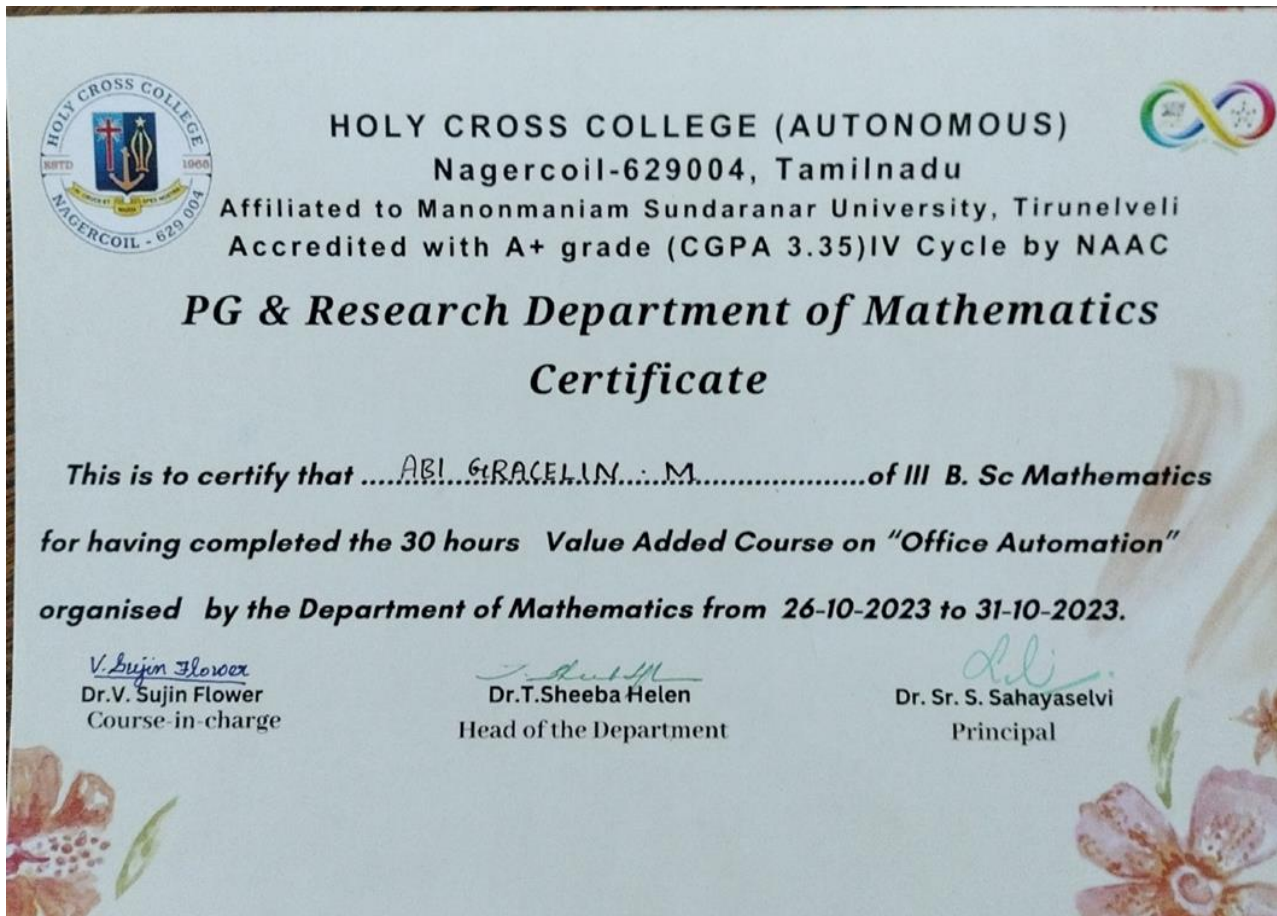 HOLY CROSS COLLEGE
ESTD 1965
NAGERCOIL - 629 004
HOLY CROSS COLLEGE (AUTONOMOUS)
Nagercoil-629004, Tamilnadu
Affiliated to Manonmaniam Sundaranar University, Tirunelveli
Accredited with A+ grade (CGPA 3.35)IV Cycle by NAAC
PG & Research Department of Mathematics
Certificate
This is to certify that .....ABI GRACELIN. M.....................of III B. Sc Mathematics
for having completed the 30 hours Value Added Course on “Office Automation”
organised by the Department of Mathematics from 26-10-2023 to 31-10-2023.
V. Sujin Flower
Dr.V. Sujin Flower
Course-in-charge
Dr.T.Sheeba Helen
Head of the Department
Dr. Sr. S. Sahayaselvi
Principal